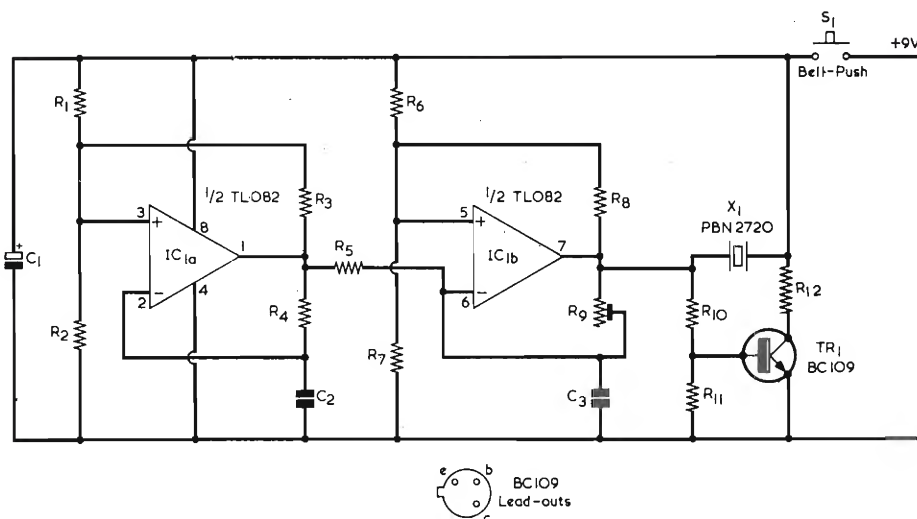 S1
+9V
Bell-Push
R1
R6
1/2 TL082
R3
1/2 TL082
R8
X1
PBN2720
3
+
8
IC1a
1
R5
5
+
IC1b
7
C1
+
2
−
4
R4
6
−
R9
R10
R12
R2
R7
TR1
BC109
C2
C3
R11
e
b
c
BC109
Lead-outs